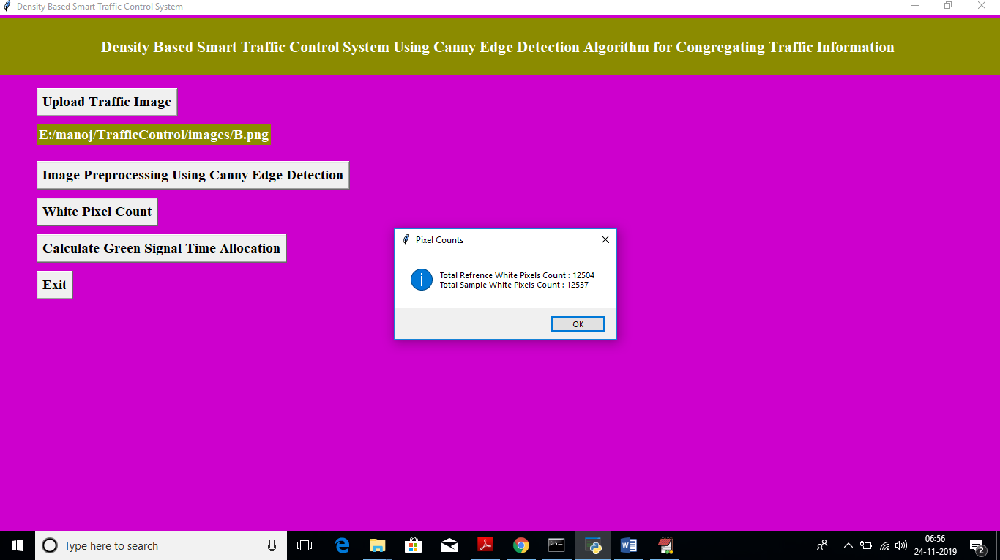 Density Based Smart Traffic Control System
Density Based Smart Traffic Control System Using Canny Edge Detection Algorithm for Congregating Traffic Information
Upload Traffic Image
E:/manoj/TrafficControl/images/B.png
Image Preprocessing Using Canny Edge Detection
White Pixel Count
Calculate Green Signal Time Allocation
Exit
Pixel Counts
Total Refrence White Pixels Count : 12504
Total Sample White Pixels Count : 12537
OK
Type here to search
06:56
24-11-2019
2